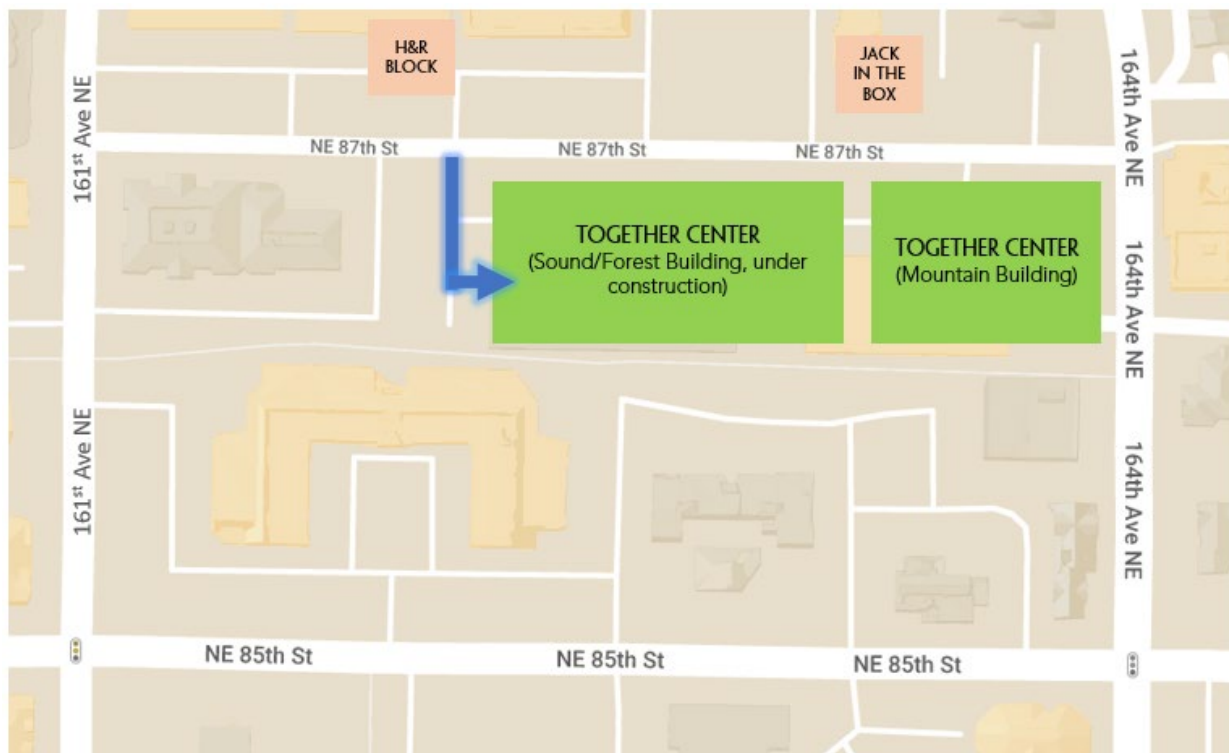 H&R
BLOCK
JACK
IN THE
BOX
161st Ave NE
164th Ave NE
NE 87th St
NE 87th St
NE 87th St
TOGETHER CENTER
(Sound/Forest Building, under
construction)
TOGETHER CENTER
(Mountain Building)
164th Ave NE
161st Ave NE
164th Ave NE
NE 85th St
NE 85th St
NE 85th St